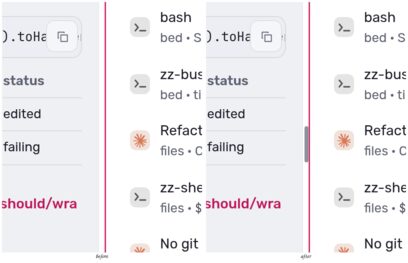 ).toHa
status
edited
failing
should/wra
bash
bed • S
zz-bus
bed • ti
Refact
files • C
zz-she
files • $
No git
before
).toHa
status
edited
failing
should/wra
bash
bed • S
zz-bus
bed • ti
Refact
files • C
zz-she
files • $
No git
after